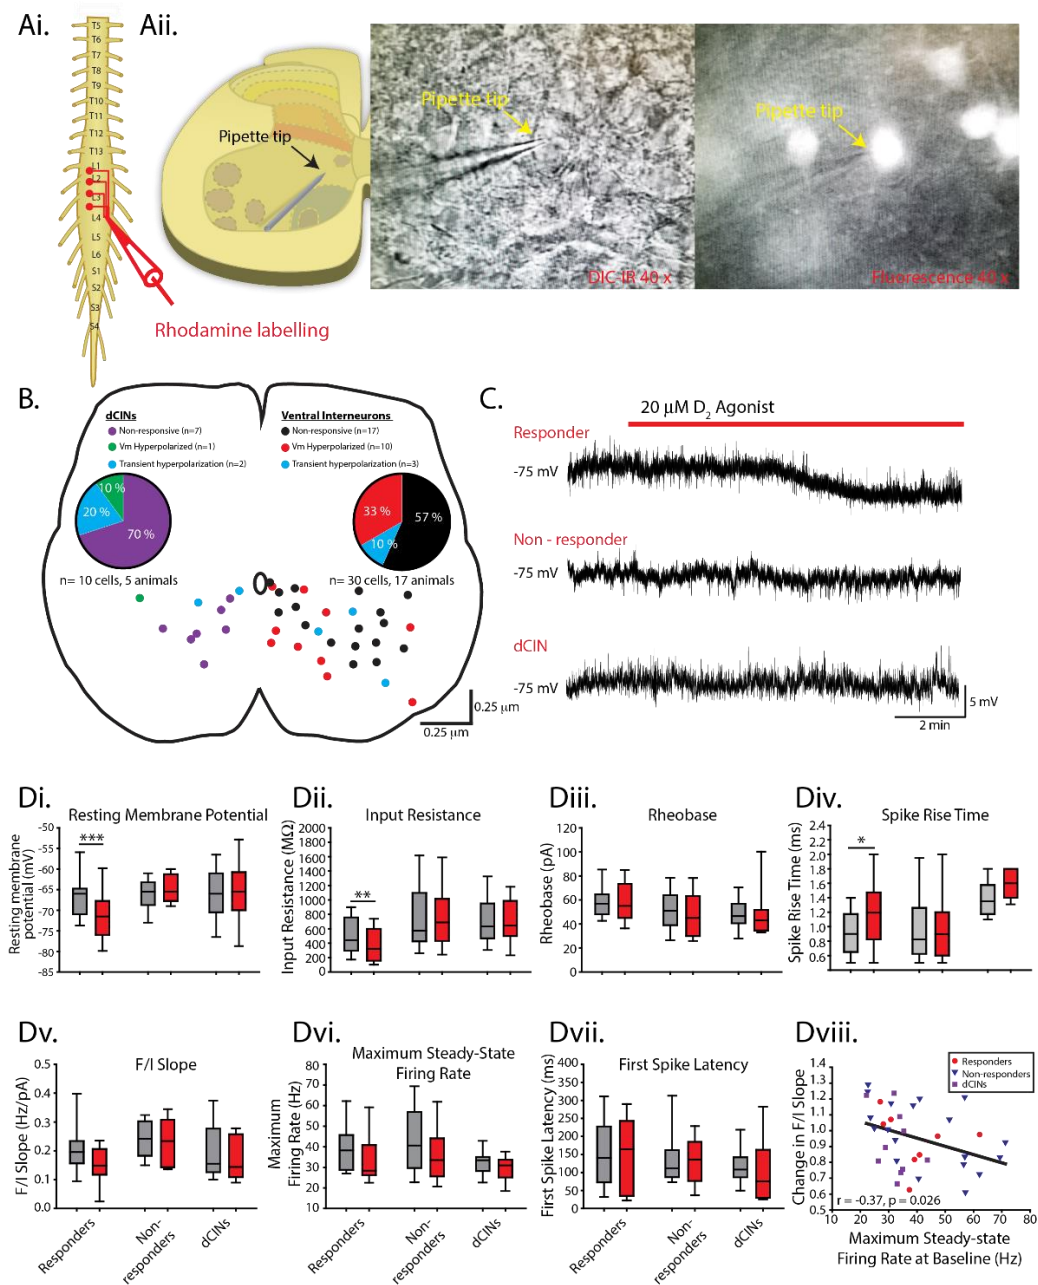 Ai.
T5
T6
T7
T8
T9
T10
T11
T12
T13
L1
L2
L3
L4
L5
L6
S1
S2
S3
S4
Rhodamine labelling
Aii.
Pipette tip
Pipette tip
DIC-IR 40 x
Pipette tip
Fluorescence 40 x
B.
dCINs
Non-responsive (n=7)
Vm Hyperpolarized (n=1)
Transient hyperpolarization (n=2)
10 %
20 %
70 %
n= 10 cells, 5 animals
Ventral Interneurons
Non-responsive (n=17)
Vm Hyperpolarized (n=10)
Transient hyperpolarization (n=3)
33 %
57 %
10 %
n= 30 cells, 17 animals
0.25 µm
0.25 µm
C.
20 µM D2 Agonist
Responder
-75 mV
Non - responder
-75 mV
dCIN
-75 mV
5 mV
2 min
Di.
Resting Membrane Potential
Resting membrane
potential (mV)
-50
-55
-60
-65
-70
-75
-80
-85
***
Dii.
Input Resistance
Input Resistance (MΩ)
2000
1800
1600
1400
1200
1000
800
600
400
200
0
**
Diii.
Rheobase
Rheobase (pA)
120
100
80
60
40
20
0
Div.
Spike Rise Time
Spike Rise Time (ms)
2.4
2.2
2.0
1.8
1.6
1.4
1.2
1.0
0.8
0.6
*
Dv.
F/I Slope
F/I Slope (Hz/pA)
0.5
0.4
0.3
0.2
0.1
0.0
Responders
Non-
responders
dCINs
Dvi.
Maximum Steady-State
Firing Rate
Maximum
Firing Rate (Hz)
80
70
60
50
40
30
20
10
Responders
Non-
responders
dCINs
Dvii.
First Spike Latency
First Spike Latency (ms)
400
350
300
250
200
150
100
50
0
Responders
Non-
responders
dCINs
Dviii.
Responders
Non-responders
dCINs
Change in F/I Slope
1.4
1.3
1.2
1.1
1.0
0.9
0.8
0.7
0.6
0.5
r = -0.37, p = 0.026
10 20 30 40 50 60 70 80
Maximum Steady-state
Firing Rate at Baseline (Hz)